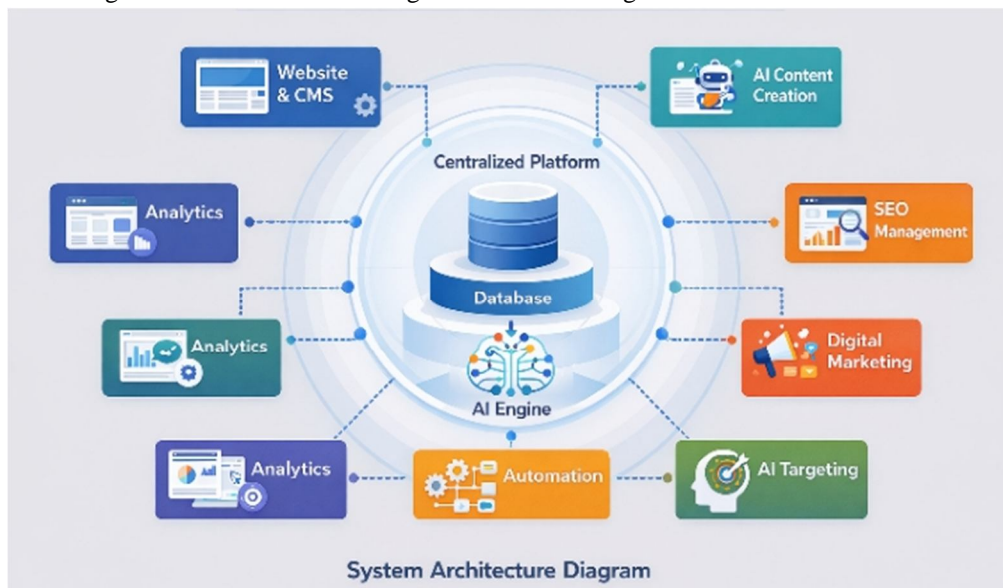 Website
& CMS
AI Content
Creation
Centralized Platform
Analytics
SEO
Management
Database
Analytics
Digital
Marketing
AI Engine
Analytics
Automation
AI Targeting
System Architecture Diagram